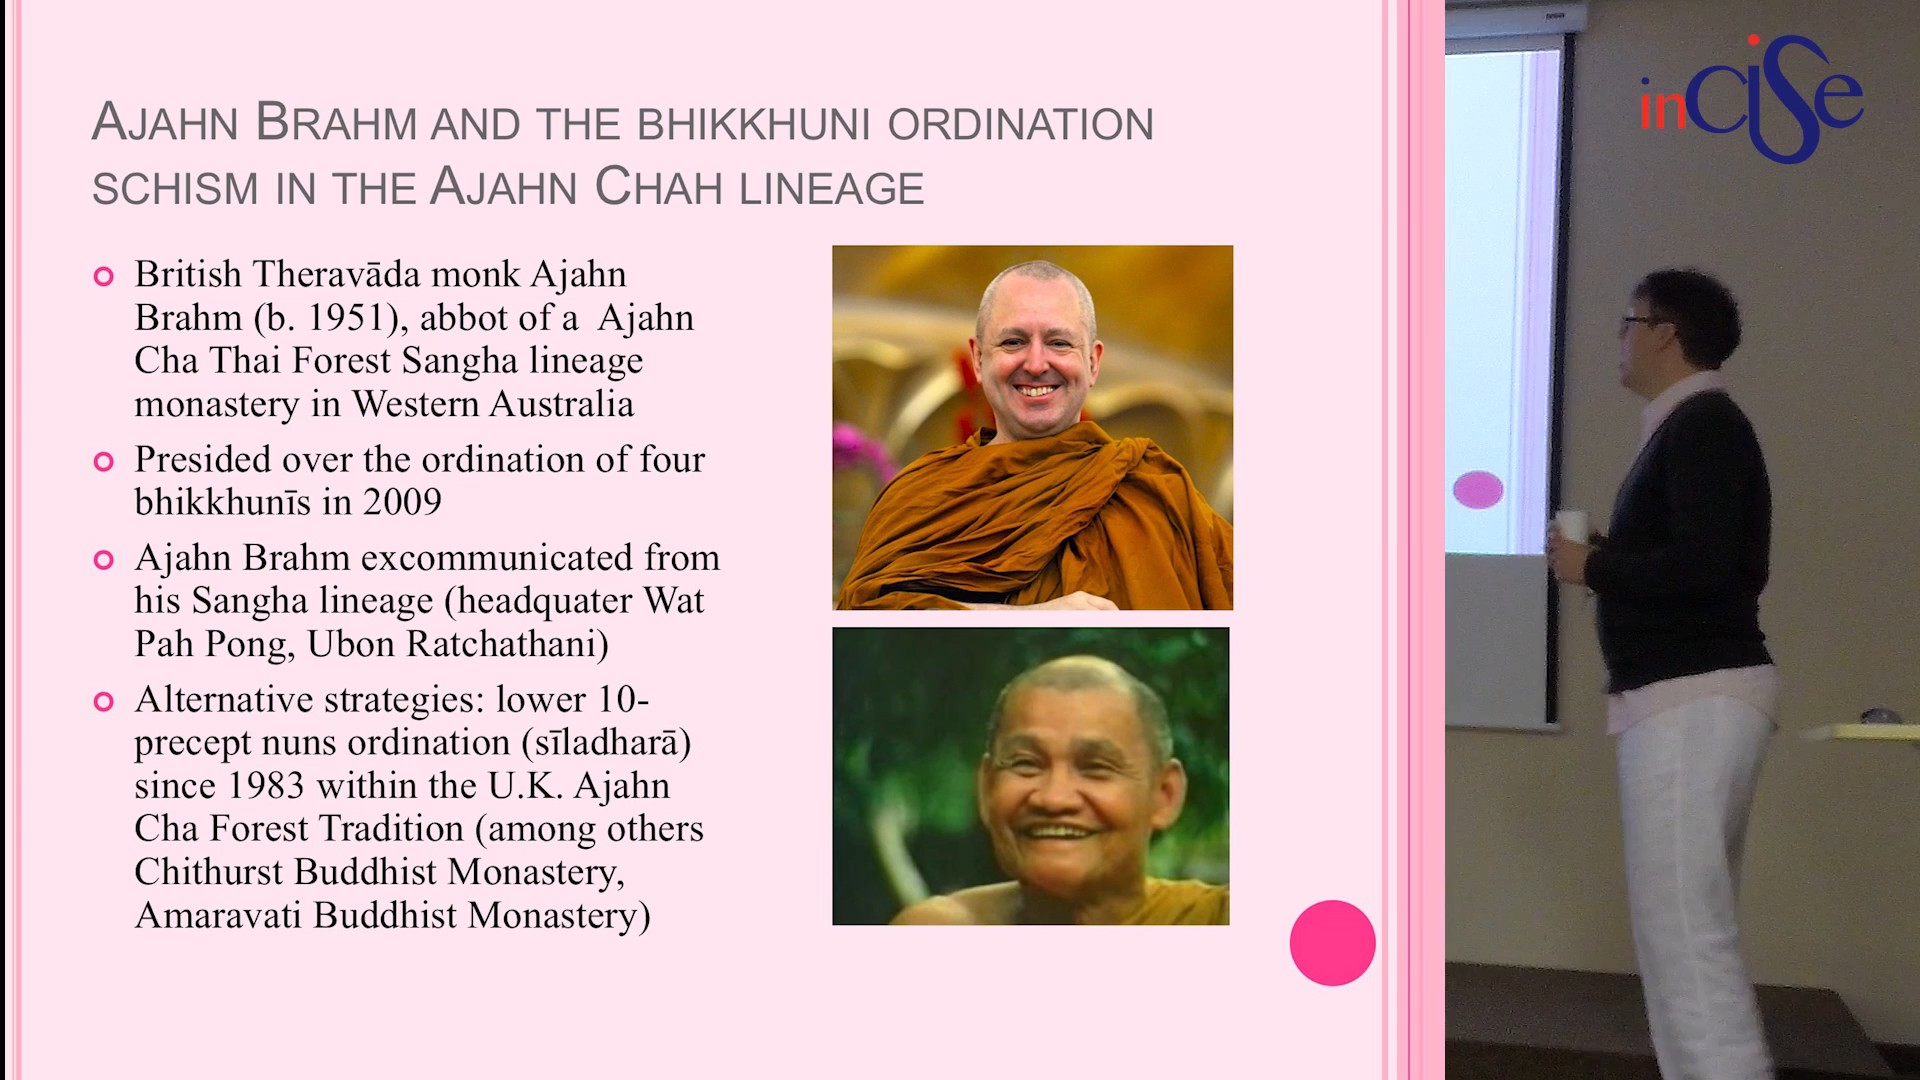 Ajahn Brahm and the bhikkhuni ordination
schism in the Ajahn Chah lineage
British Theravāda monk Ajahn
Brahm (b. 1951), abbot of a Ajahn
Cha Thai Forest Sangha lineage
monastery in Western Australia
Presided over the ordination of four
bhikkhunīs in 2009
Ajahn Brahm excommunicated from
his Sangha lineage (headquater Wat
Pah Pong, Ubon Ratchathani)
Alternative strategies: lower 10-
precept nuns ordination (sīladharā)
since 1983 within the U.K. Ajahn
Cha Forest Tradition (among others
Chithurst Buddhist Monastery,
Amaravati Buddhist Monastery)
inCiSe